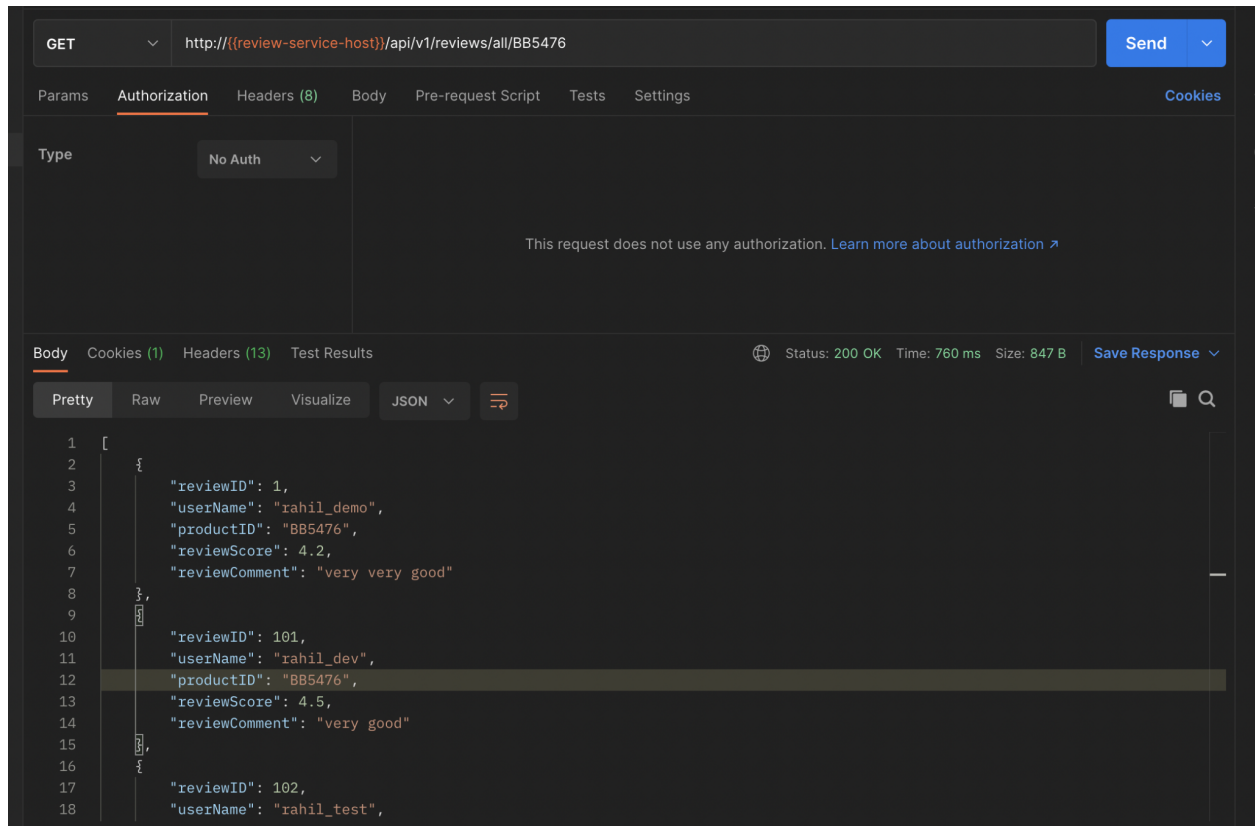 GET http://{{review-service-host}}/api/v1/reviews/all/BB5476 Send
Params Authorization Headers (8) Body Pre-request Script Tests Settings Cookies
Type No Auth
This request does not use any authorization. Learn more about authorization ↗
Body Cookies (1) Headers (13) Test Results Status: 200 OK Time: 760 ms Size: 847 B Save Response
Pretty Raw Preview Visualize JSON
1 [
2 {
3 "reviewID": 1,
4 "userName": "rahil_demo",
5 "productID": "BB5476",
6 "reviewScore": 4.2,
7 "reviewComment": "very very good"
8 },
9 {
10 "reviewID": 101,
11 "userName": "rahil_dev",
12 "productID": "BB5476",
13 "reviewScore": 4.5,
14 "reviewComment": "very good"
15 },
16 {
17 "reviewID": 102,
18 "userName": "rahil_test",